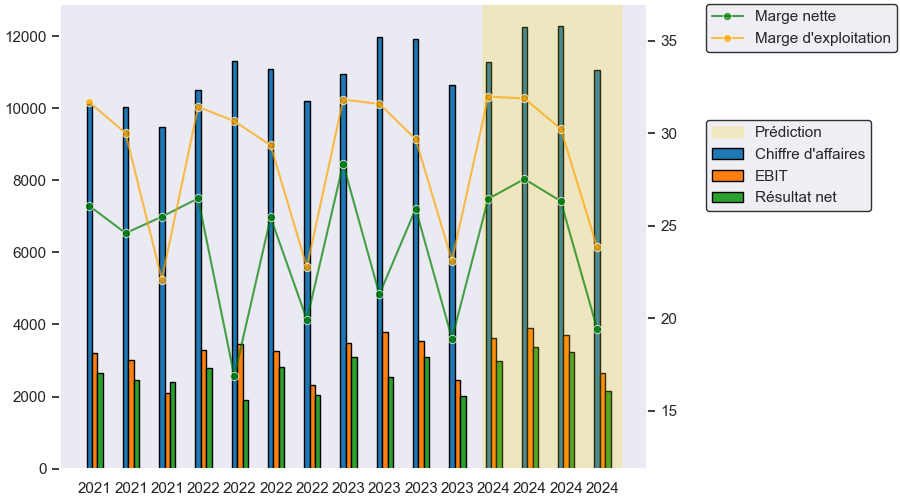 Marge nette
Marge d'exploitation
Prédiction
Chiffre d'affaires
EBIT
Résultat net
12000
10000
8000
6000
4000
2000
0
35
30
25
20
15
2021 2021 2021 2022 2022 2022 2022 2023 2023 2023 2023 2024 2024 2024 2024